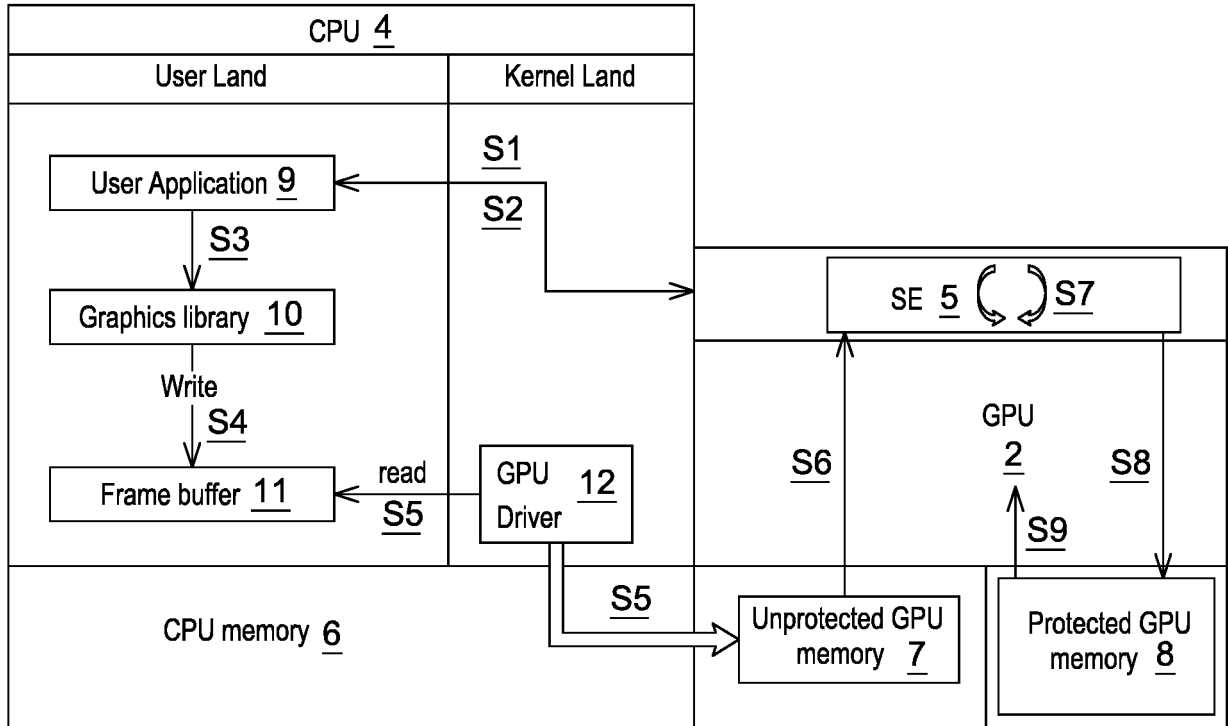 CPU 4
User Land
Kernel Land
User Application 9
S1
S2
S3
SE 5
S7
Graphics library 10
Write
S4
GPU
2
S6
S8
read
GPU
Driver 12
Frame buffer 11
S5
S9
S5
CPU memory 6
Unprotected GPU
memory 7
Protected GPU
memory 8